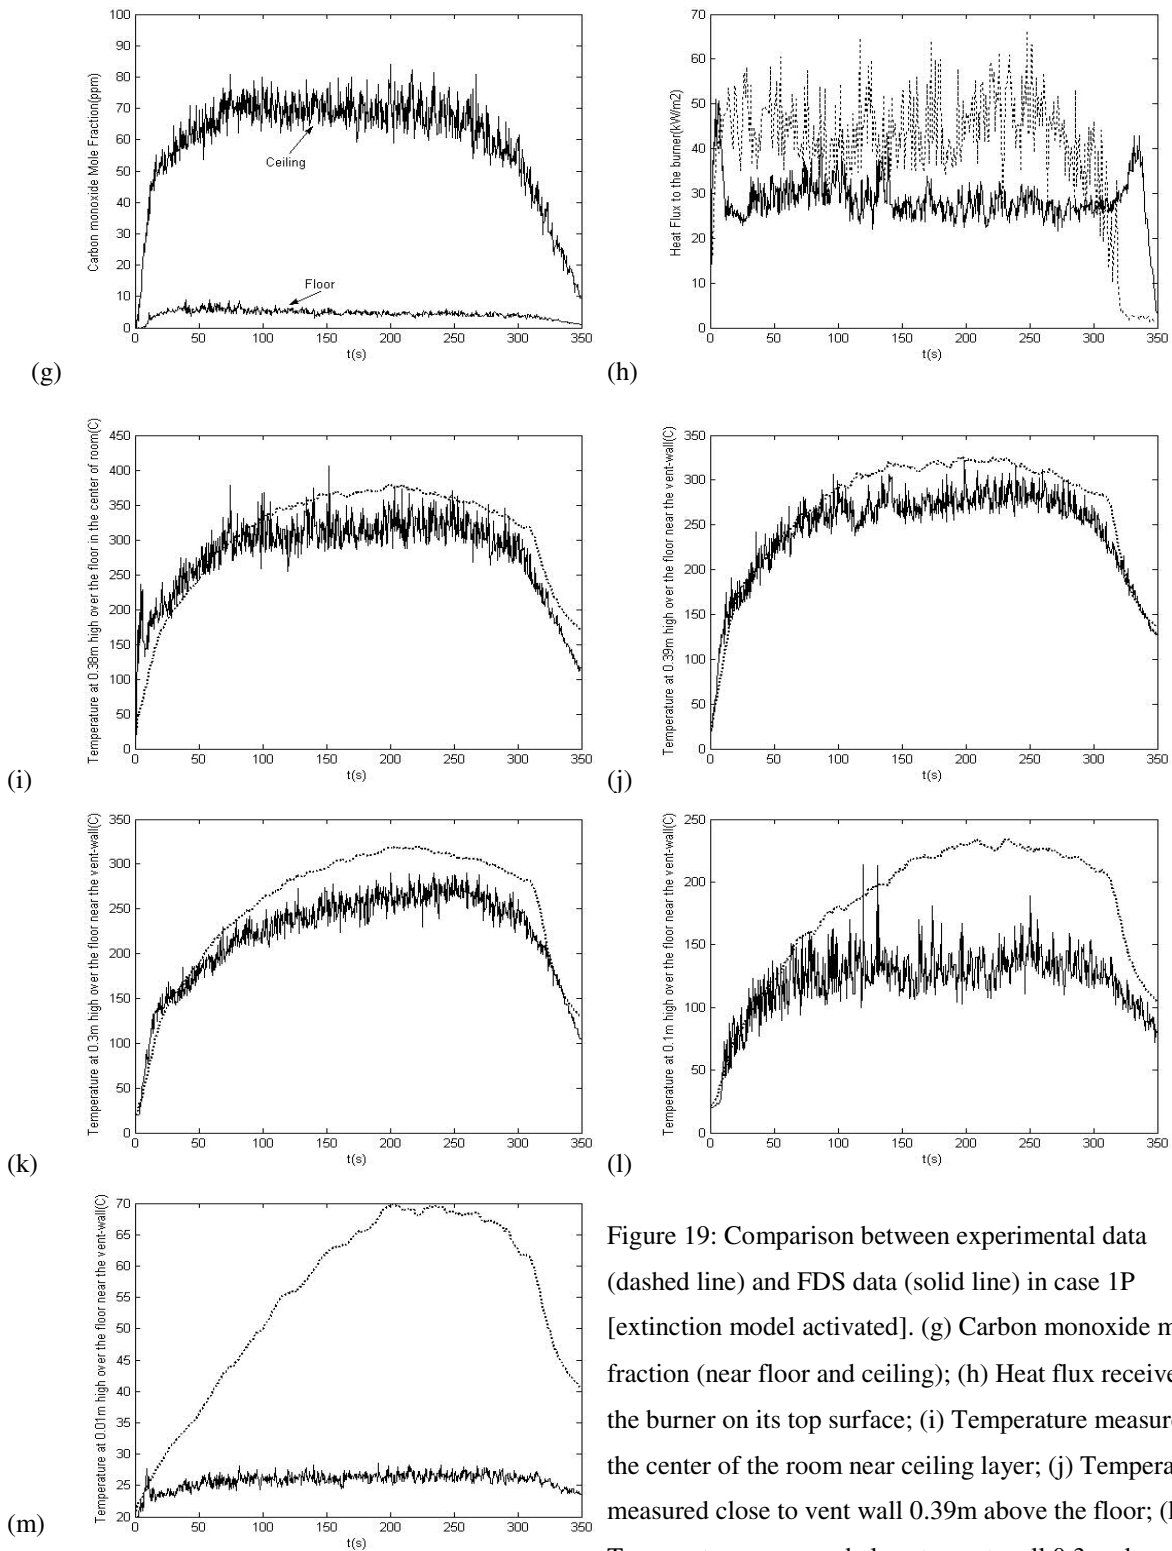 100
90
80
70
60
50
40
30
20
10
0
Carbon monoxide Mole Fraction(ppm)
Ceiling
Floor
0 50 100 150 200 250 300 350
t(s)
(g)
70
60
50
40
30
20
10
0
Heat Flux to the burner(kW/m2)
0 50 100 150 200 250 300 350
t(s)
(h)
450
400
350
300
250
200
150
100
50
0
Temperature at 0.38m high over the floor in the center of room(C)
0 50 100 150 200 250 300 350
t(s)
(i)
350
300
250
200
150
100
50
0
Temperature at 0.39m high over the floor near the vent-wall(C)
0 50 100 150 200 250 300 350
t(s)
(j)
350
300
250
200
150
100
50
0
Temperature at 0.3m high over the floor near the vent-wall(C)
0 50 100 150 200 250 300 350
t(s)
(k)
250
200
150
100
50
0
Temperature at 0.1m high over the floor near the vent-wall(C)
0 50 100 150 200 250 300 350
t(s)
(l)
70
65
60
55
50
45
40
35
30
25
20
Temperature at 0.01m high over the floor near the vent-wall(C)
0 50 100 150 200 250 300 350
t(s)
(m)
Figure 19: Comparison between experimental data
(dashed line) and FDS data (solid line) in case 1P
[extinction model activated]. (g) Carbon monoxide m
fraction (near floor and ceiling); (h) Heat flux receive
the burner on its top surface; (i) Temperature measure
the center of the room near ceiling layer; (j) Tempera
measured close to vent wall 0.39m above the floor; (